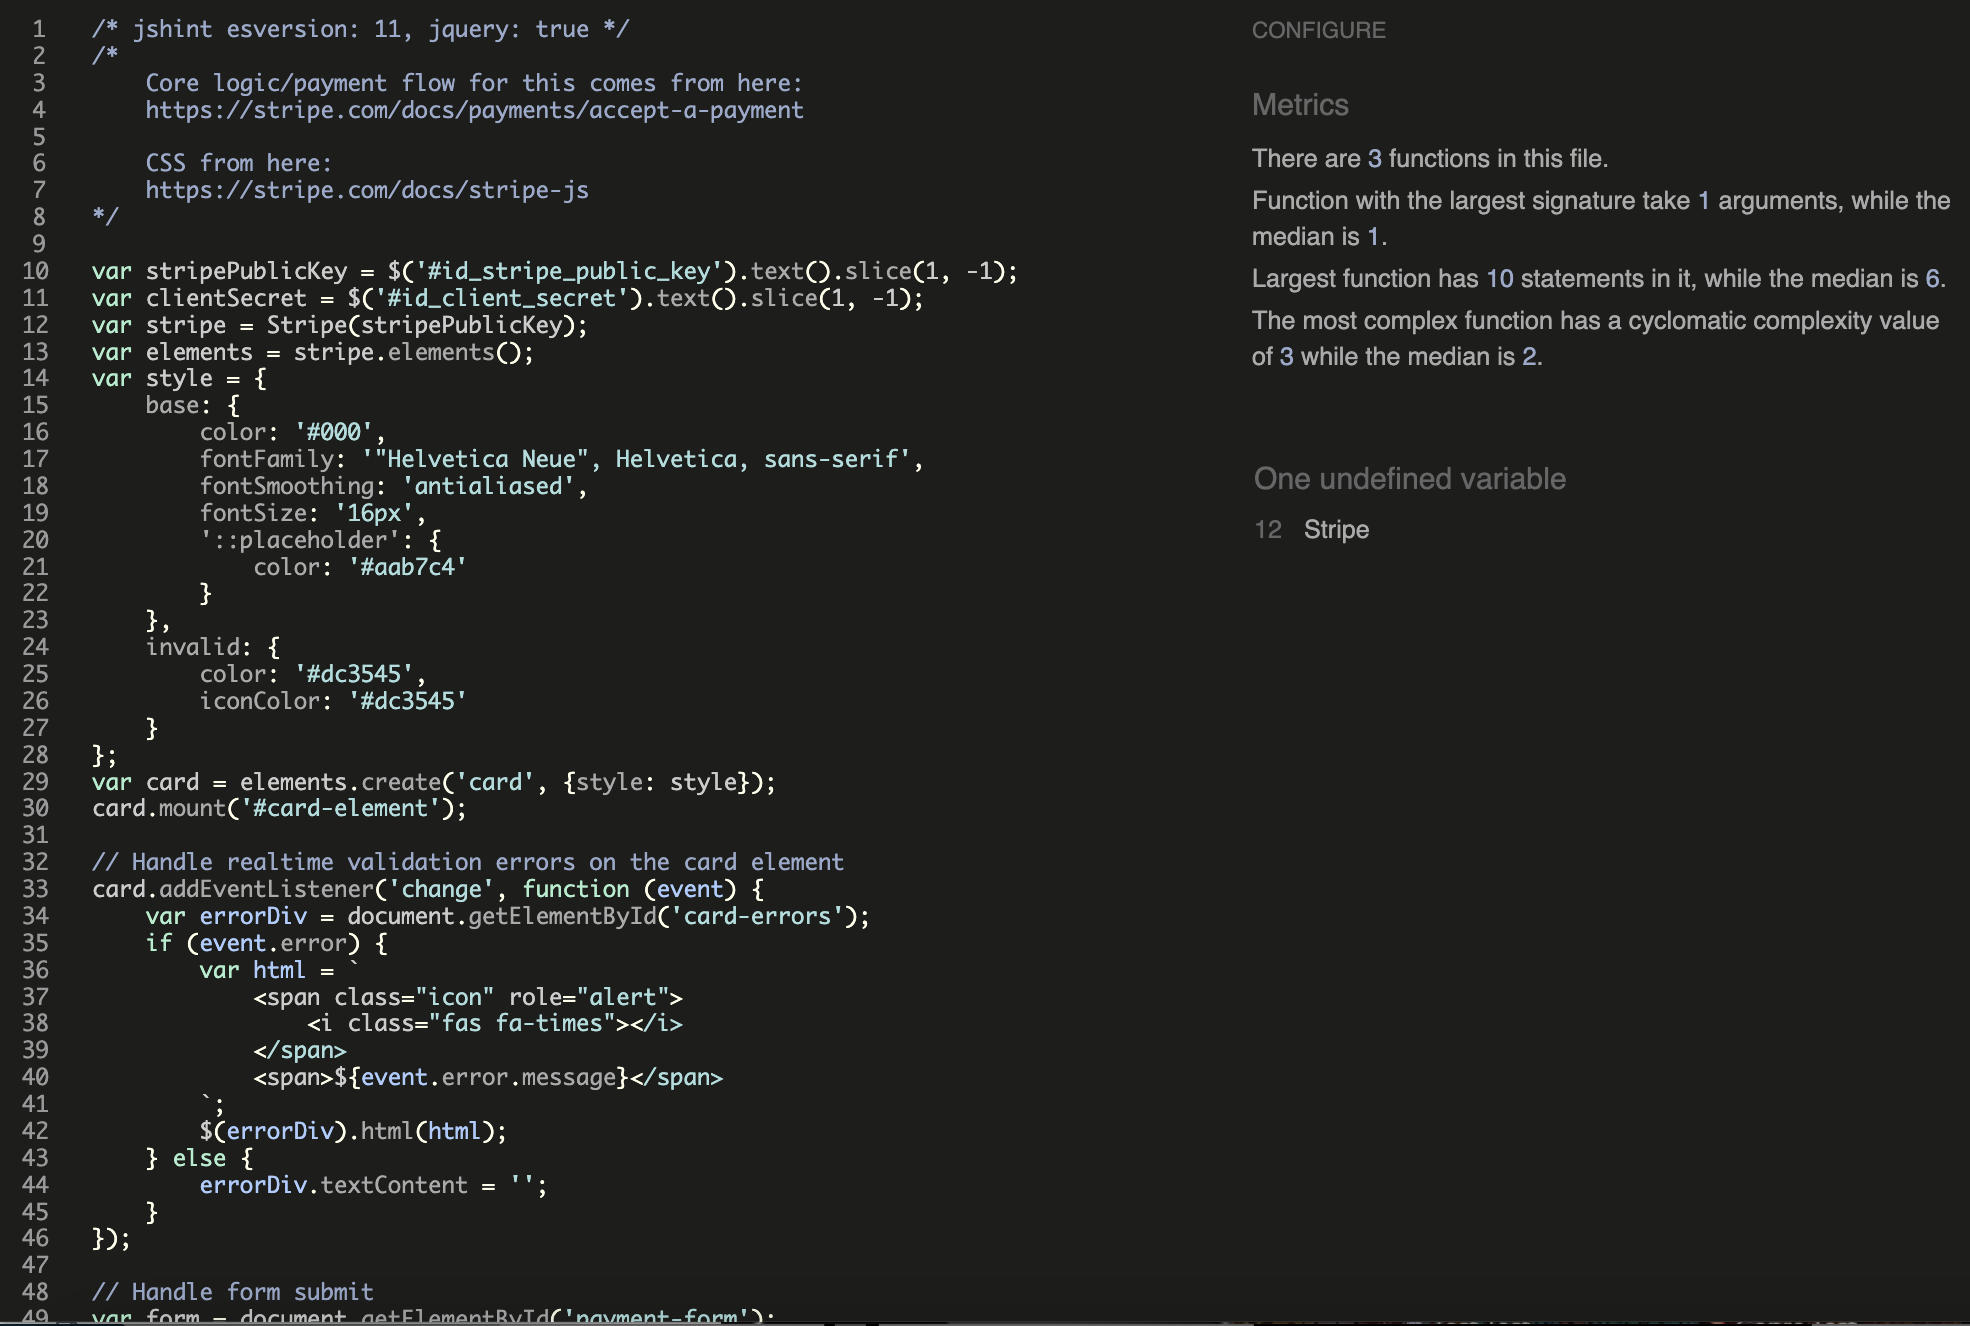 1 /* jshint esversion: 11, jquery: true */
2 /*
3 Core logic/payment flow for this comes from here:
4 https://stripe.com/docs/payments/accept-a-payment
5
6 CSS from here:
7 https://stripe.com/docs/stripe-js
8 */
9
10 var stripePublicKey = $('#id_stripe_public_key').text().slice(1, -1);
11 var clientSecret = $('#id_client_secret').text().slice(1, -1);
12 var stripe = Stripe(stripePublicKey);
13 var elements = stripe.elements();
14 var style = {
15 base: {
16 color: '#000',
17 fontFamily: '"Helvetica Neue", Helvetica, sans-serif',
18 fontSmoothing: 'antialiased',
19 fontSize: '16px',
20 '::placeholder': {
21 color: '#aab7c4'
22 }
23 },
24 invalid: {
25 color: '#dc3545',
26 iconColor: '#dc3545'
27 }
28 };
29 var card = elements.create('card', {style: style});
30 card.mount('#card-element');
31
32 // Handle realtime validation errors on the card element
33 card.addEventListener('change', function (event) {
34 var errorDiv = document.getElementById('card-errors');
35 if (event.error) {
36 var html = `
37 <span class="icon" role="alert">
38 <i class="fas fa-times"></i>
39 </span>
40 <span>${event.error.message}</span>
41 `;
42 $(errorDiv).html(html);
43 } else {
44 errorDiv.textContent = '';
45 }
46 });
47
48 // Handle form submit
49 var form = document.getElementById('payment-form');
CONFIGURE
Metrics
There are 3 functions in this file.
Function with the largest signature take 1 arguments, while the
median is 1.
Largest function has 10 statements in it, while the median is 6.
The most complex function has a cyclomatic complexity value
of 3 while the median is 2.
One undefined variable
12 Stripe